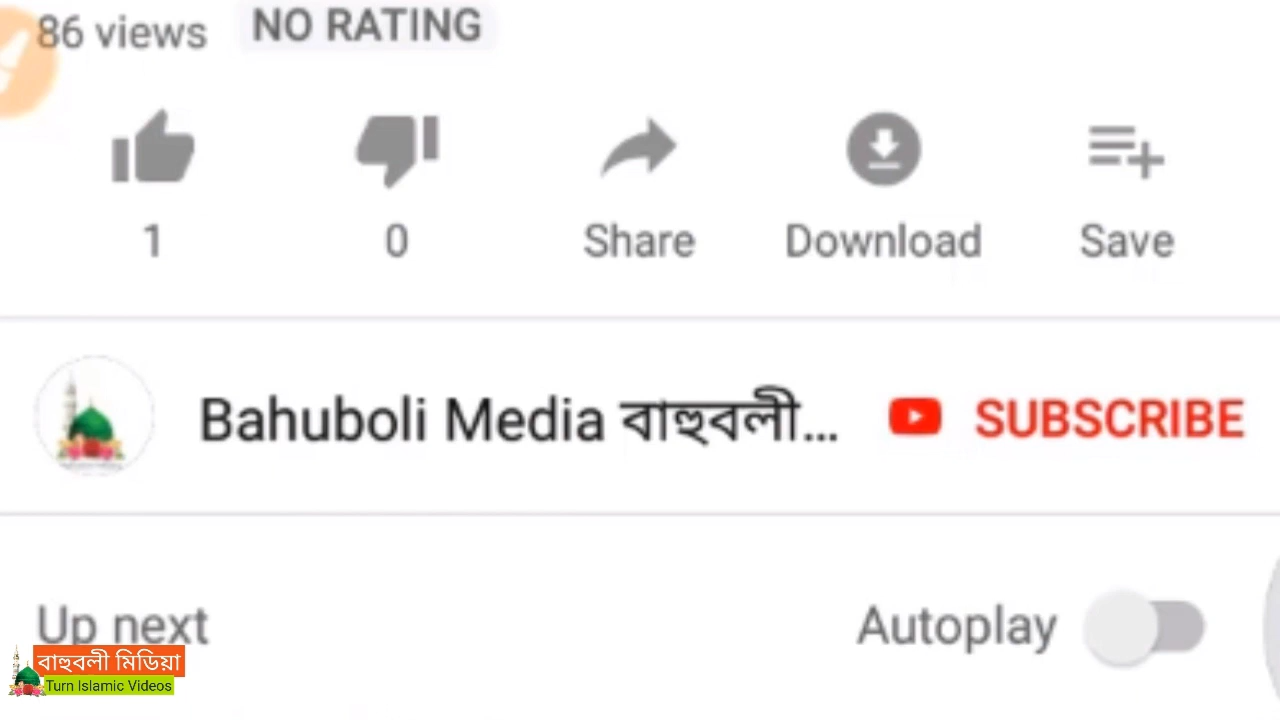 86 views NO RATING
1 0 Share Download Save
Bahuboli Media বাহুবলী... SUBSCRIBE
Up next Autoplay
বাহুবলী মিডিয়া
Turn Islamic Videos